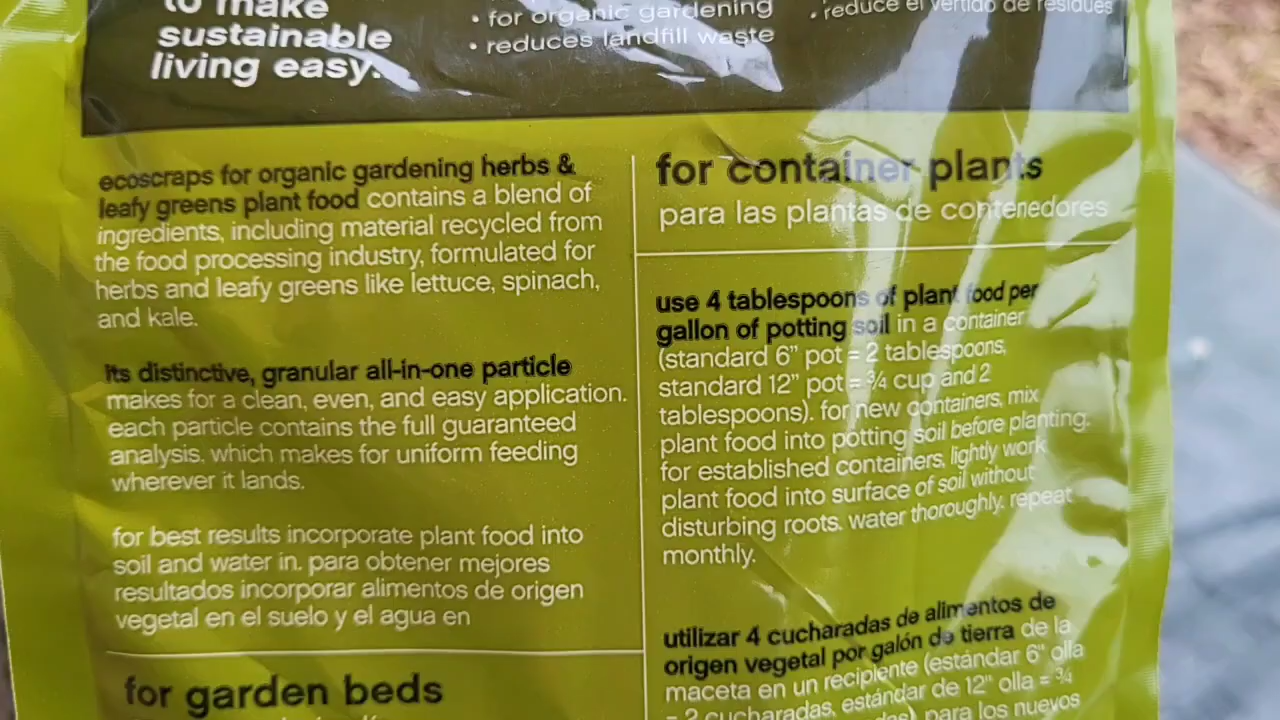 to make
sustainable
living easy.
• for organic gardening
• reduces landfill waste
• reduce el vertido de residues
ecoscraps for organic gardening herbs &
leafy greens plant food contains a blend of
ingredients, including material recycled from
the food processing industry, formulated for
herbs and leafy greens like lettuce, spinach,
and kale.
its distinctive, granular all-in-one particle
makes for a clean, even, and easy application.
each particle contains the full guaranteed
analysis. which makes for uniform feeding
wherever it lands.
for best results incorporate plant food into
soil and water in. para obtener mejores
resultados incorporar alimentos de origen
vegetal en el suelo y el agua en
for garden beds
for container plants
para las plantas de contenedores
use 4 tablespoons of plant food per
gallon of potting soil in a container
(standard 6" pot = 2 tablespoons,
standard 12" pot = ¾ cup and 2
tablespoons). for new containers, mix
plant food into potting soil before planting.
for established containers, lightly work
plant food into surface of soil without
disturbing roots. water thoroughly. repeat
monthly.
utilizar 4 cucharadas de alimentos de
origen vegetal por galón de tierra de la
maceta en un recipiente (estándar 6" olla
= 2 cucharadas, estándar de 12" olla = ¾
para los nuevos